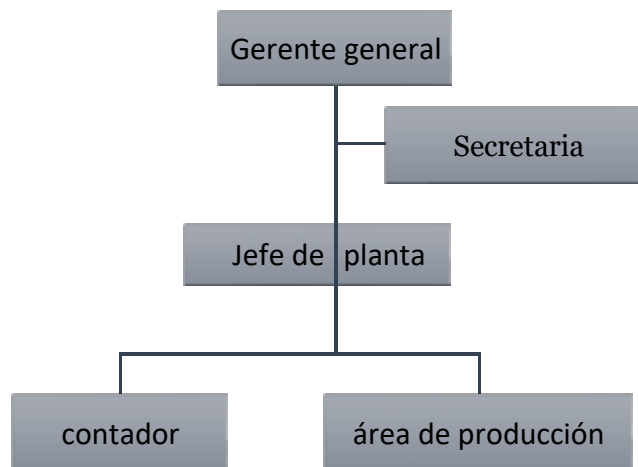 Gerente general
Secretaria
Jefe de planta
contador
área de producción